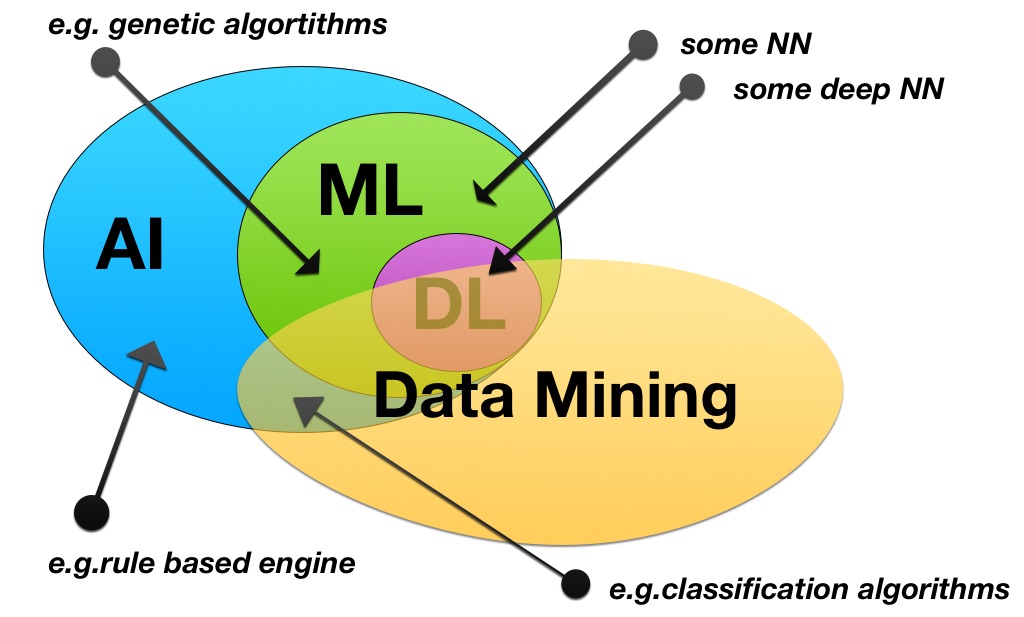 e.g. genetic algortithms
some NN
some deep NN
ML
AI
DL
Data Mining
e.g.rule based engine
e.g.classification algorithms